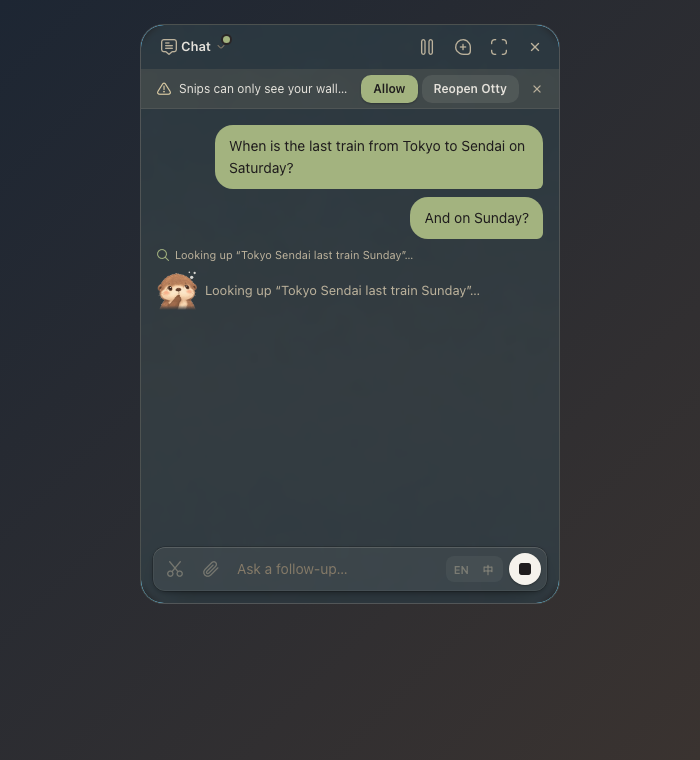 Chat
Snips can only see your wall...
Allow
Reopen Otty
When is the last train from Tokyo to Sendai on
Saturday?
And on Sunday?
Looking up “Tokyo Sendai last train Sunday”...
Looking up “Tokyo Sendai last train Sunday”...
Ask a follow-up...
EN 中